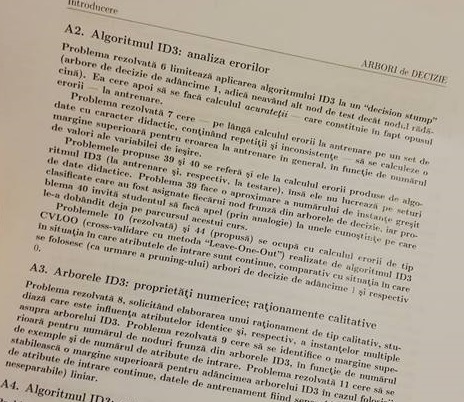 Introducere
ARBORI de DECIZIE
A2. Algoritmul ID3: analiza erorilor
Problema rezolvată 6 limitează aplicarea algoritmului ID3 la un “decision stump”
(arbore de decizie de adâncime 1, adică neavând alt nod de test decât nodul rădă-
cină). Ea cere apoi să se facă calculul acurateții — care constituie în fapt opusul
erorii — la antrenare.
Problema rezolvată 7 cere — pe lângă calculul erorii la antrenare pe un set de
date cu caracter didactic, conținând repetiții și inconsistențe — să se calculeze o
margine superioară pentru eroarea la antrenare în general, în funcție de numărul
de valori ale variabilei de ieșire.
Problemele propuse 39 și 40 se referă și ele la calculul erorii produse de algo-
ritmul ID3 (la antrenare și, respectiv, la testare), însă ele nu lucrează pe seturi
de date didactice. Problema 39 face o aproximare a numărului de instanțe greșit
clasificate care au fost asignate fiecărui nod frunză din arborele de decizie, iar pro-
blema 40 invită studentul să facă apel (prin analogie) la unele cunoștințe pe care
le-a dobândit deja pe parcursul acestui curs.
Problemele 10 (rezolvată) și 44 (propusă) se ocupă cu calculul erorii de tip
CVLOO (cross-validare cu metoda “Leave-One-Out”) realizate de algoritmul ID3
în situația în care atributele de intrare sunt continue, comparativ cu situația în care
se folosesc (ca urmare a pruning-ului) arbori de decizie de adâncime 1 și respectiv
0.
A3. Arborele ID3: proprietăți numerice; raționamente calitative
Problema rezolvată 8, solicitând elaborarea unui raționament de tip calitativ, stu-
diază care este influența atributelor identice și, respectiv, a instanțelor multiple
asupra arborelui ID3. Problema rezolvată 9 cere să se identifice o margine supe-
rioară pentru numărul de noduri frunză din arborele ID3, în funcție de numărul
de exemple și de numărul de atribute de intrare. Problema rezolvată 11 cere să se
stabilească o margine superioară pentru adâncimea arborelui ID3 în cazul folosirii
de atribute de intrare continue, datele de antrenament fiind
neseparabile) liniar.
A4. Algoritmul ID3: